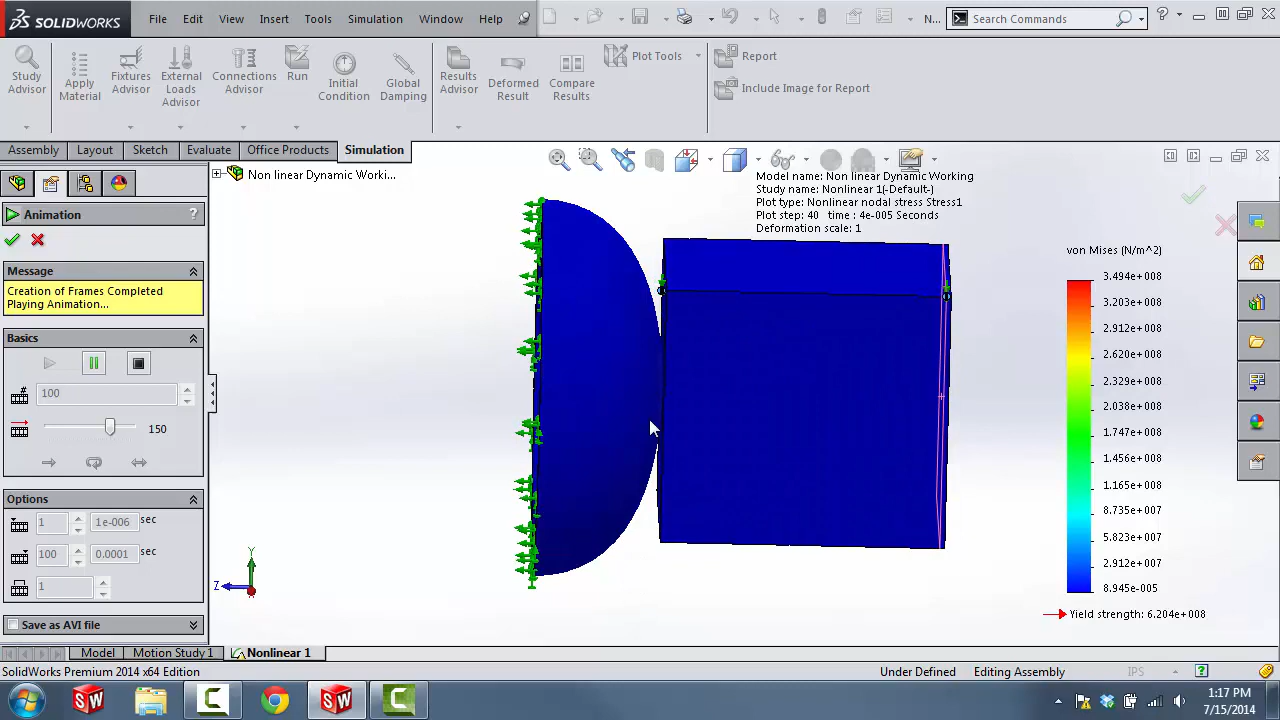 SOLIDWORKS
File Edit View Insert Tools Simulation Window Help
N...
Search Commands
Study Advisor
Apply Material
Fixtures Advisor
External Loads Advisor
Connections Advisor
Run
Initial Condition
Global Damping
Results Advisor
Deformed Result
Compare Results
Plot Tools
Report
Include Image for Report
Assembly Layout Sketch Evaluate Office Products Simulation
Non linear Dynamic Worki...
Animation ?
Message
Creation of Frames Completed
Playing Animation...
Basics
100
150
Options
1 1e-006 sec
100 0.0001 sec
1
Save as AVI file
Model name: Non linear Dynamic Working
Study name: Nonlinear 1(-Default-)
Plot type: Nonlinear nodal stress Stress1
Plot step: 40 time : 4e-005 Seconds
Deformation scale: 1
von Mises (N/m^2)
3.494e+008
3.203e+008
2.912e+008
2.620e+008
2.329e+008
2.038e+008
1.747e+008
1.456e+008
1.165e+008
8.735e+007
5.823e+007
2.912e+007
8.945e-005
Yield strength: 6.204e+008
Y
Z
Model Motion Study 1 Nonlinear 1
SolidWorks Premium 2014 x64 Edition
Under Defined Editing Assembly IPS ?
1:17 PM
7/15/2014